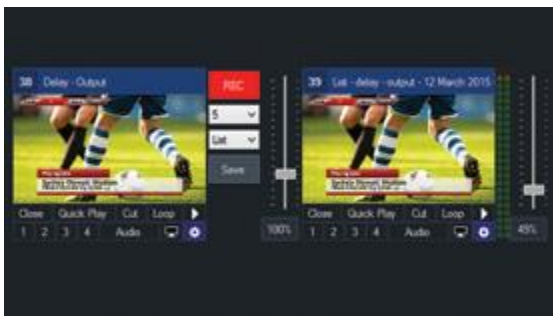 38 Delay - Output
REC
5
List
Save
Close Quick Play Cut Loop
1 2 3 4 Audio
100%
39 List - delay - output - 12 March 2015
Close Quick Play Cut Loop
1 2 3 4 Audio
49%